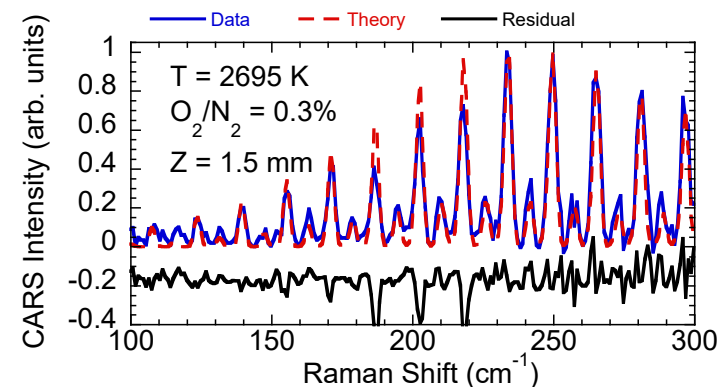 Data Theory Residual
CARS Intensity (arb. units)
1
0.8
0.6
0.4
0.2
0
-0.2
-0.4
T = 2695 K
O₂/N₂ = 0.3%
Z = 1.5 mm
100 150 200 250 300
Raman Shift (cm⁻¹)